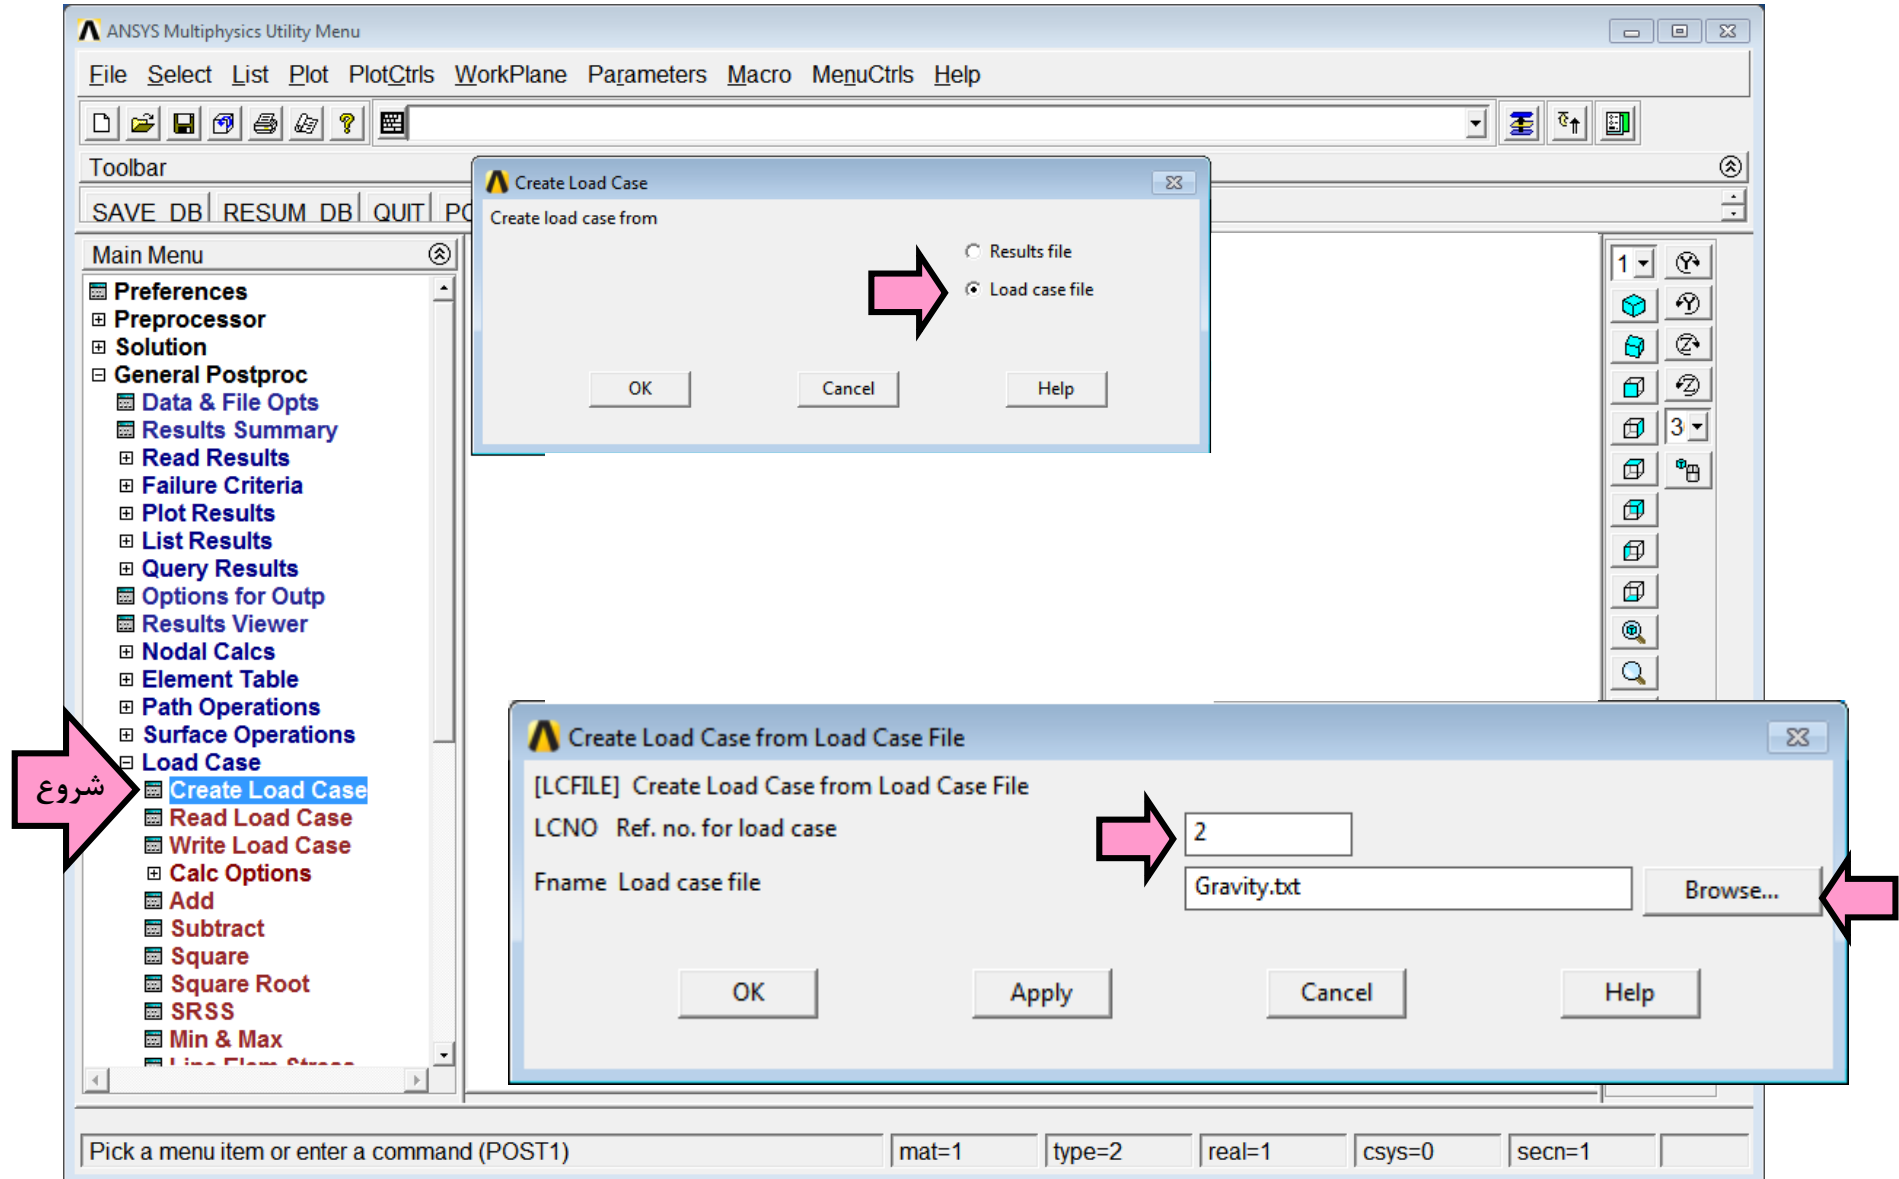 ANSYS Multiphysics Utility Menu
File Select List Plot PlotCtrls WorkPlane Parameters Macro MenuCtrls Help
Toolbar
SAVE_DB RESUM_DB QUIT
Create Load Case
Create load case from
Results file
Load case file
OK Cancel Help
Main Menu
Preferences
Preprocessor
Solution
General Postproc
Data & File Opts
Results Summary
Read Results
Failure Criteria
Plot Results
List Results
Query Results
Options for Outp
Results Viewer
Nodal Calcs
Element Table
Path Operations
Surface Operations
Load Case
شروع
Create Load Case
Read Load Case
Write Load Case
Calc Options
Add
Subtract
Square
Square Root
SRSS
Min & Max
Line Elem Stress
1
3
Create Load Case from Load Case File
[LCFILE] Create Load Case from Load Case File
LCNO Ref. no. for load case 2
Fname Load case file Gravity.txt Browse...
OK Apply Cancel Help
Pick a menu item or enter a command (POST1) mat=1 type=2 real=1 csys=0 secn=1